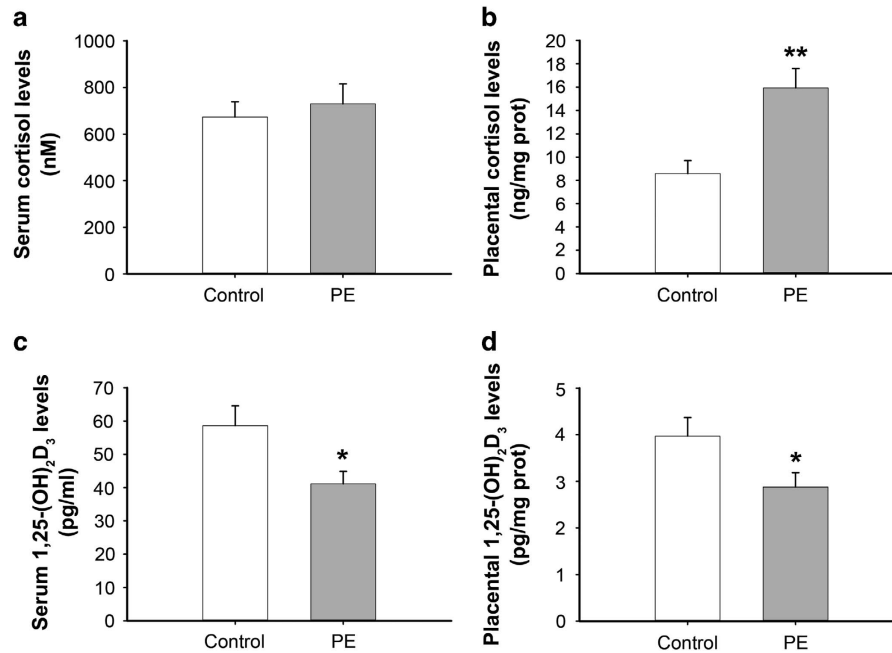 a
Serum cortisol levels
(nM)
1000
800
600
400
200
0
Control
PE
b
Placental cortisol levels
(ng/mg prot)
20
18
16
14
12
10
8
6
4
2
0
**
Control
PE
c
Serum 1,25-(OH)₂D₃ levels
(pg/ml)
70
60
50
40
30
20
10
0
*
Control
PE
d
Placental 1,25-(OH)₂D₃ levels
(pg/mg prot)
5
4
3
2
1
0
*
Control
PE